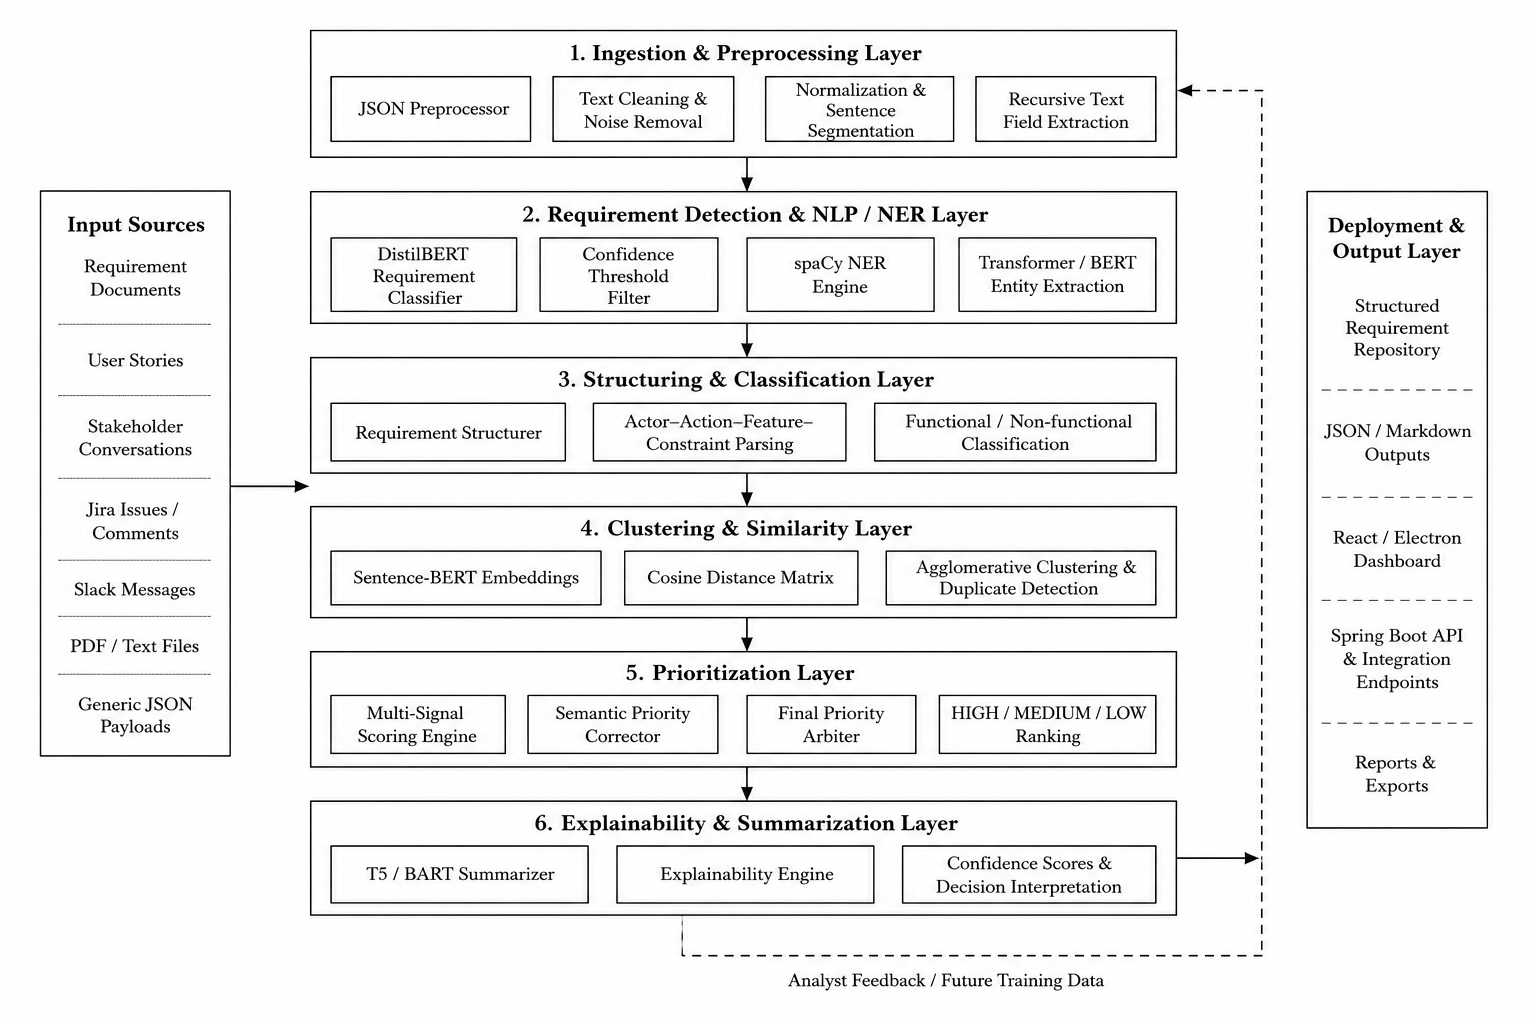 1. Ingestion & Preprocessing Layer
JSON Preprocessor
Text Cleaning &
Noise Removal
Normalization &
Sentence
Segmentation
Recursive Text
Field Extraction
Input Sources
Requirement
Documents
User Stories
Stakeholder
Conversations
Jira Issues /
Comments
Slack Messages
PDF / Text Files
Generic JSON
Payloads
2. Requirement Detection & NLP / NER Layer
DistilBERT
Requirement
Classifier
Confidence
Threshold
Filter
spaCy NER
Engine
Transformer / BERT
Entity Extraction
3. Structuring & Classification Layer
Requirement Structurer
Actor–Action–Feature–
Constraint Parsing
Functional / Non-functional
Classification
4. Clustering & Similarity Layer
Sentence-BERT Embeddings
Cosine Distance Matrix
Agglomerative Clustering &
Duplicate Detection
5. Prioritization Layer
Multi-Signal
Scoring Engine
Semantic Priority
Corrector
Final Priority
Arbiter
HIGH / MEDIUM / LOW
Ranking
6. Explainability & Summarization Layer
T5 / BART Summarizer
Explainability Engine
Confidence Scores &
Decision Interpretation
Analyst Feedback / Future Training Data
Deployment &
Output Layer
Structured
Requirement
Repository
JSON / Markdown
Outputs
React / Electron
Dashboard
Spring Boot API
& Integration
Endpoints
Reports &
Exports